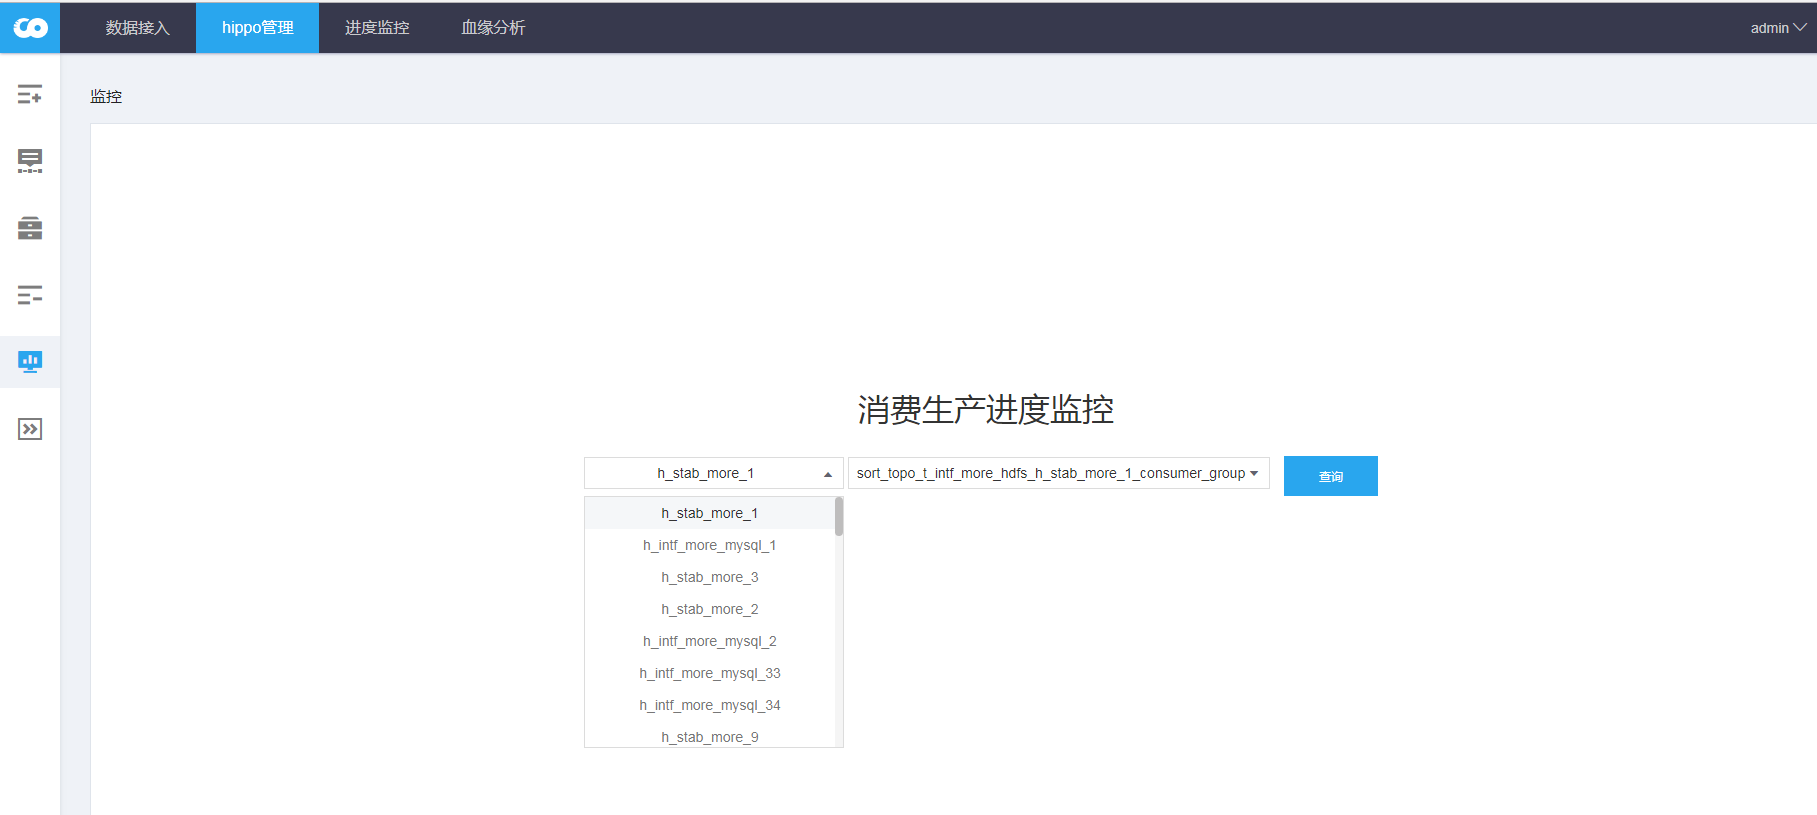 数据接入 hippo管理 进度监控 血缘分析 admin
监控
消费生产进度监控
h_stab_more_1 sort_topo_t_intf_more_hdfs_h_stab_more_1_consumer_group 查询
h_stab_more_1
h_intf_more_mysql_1
h_stab_more_3
h_stab_more_2
h_intf_more_mysql_2
h_intf_more_mysql_33
h_intf_more_mysql_34
h_stab_more_9